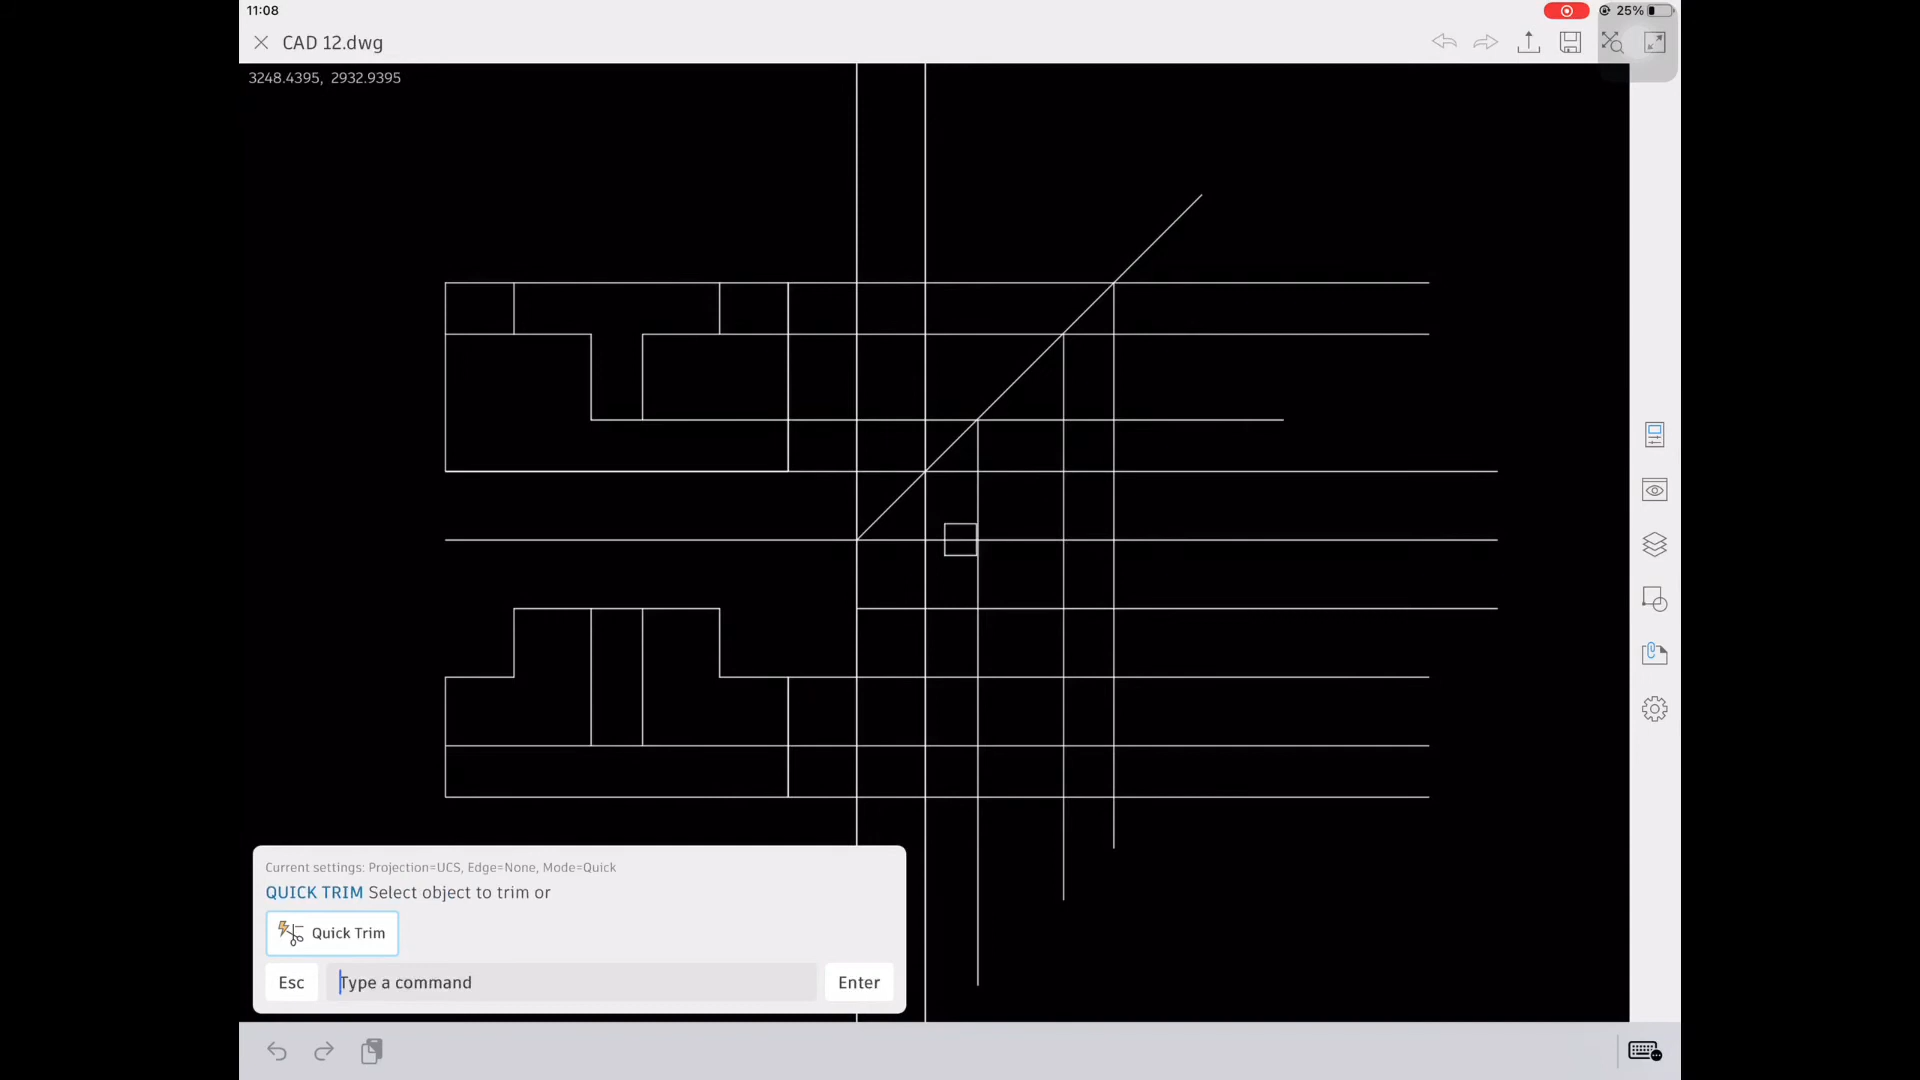 11:08
25%
CAD 12.dwg
3248.4395, 2932.9395
Current settings: Projection=UCS, Edge=None, Mode=Quick
QUICK TRIM Select object to trim or
Quick Trim
Esc
Type a command
Enter